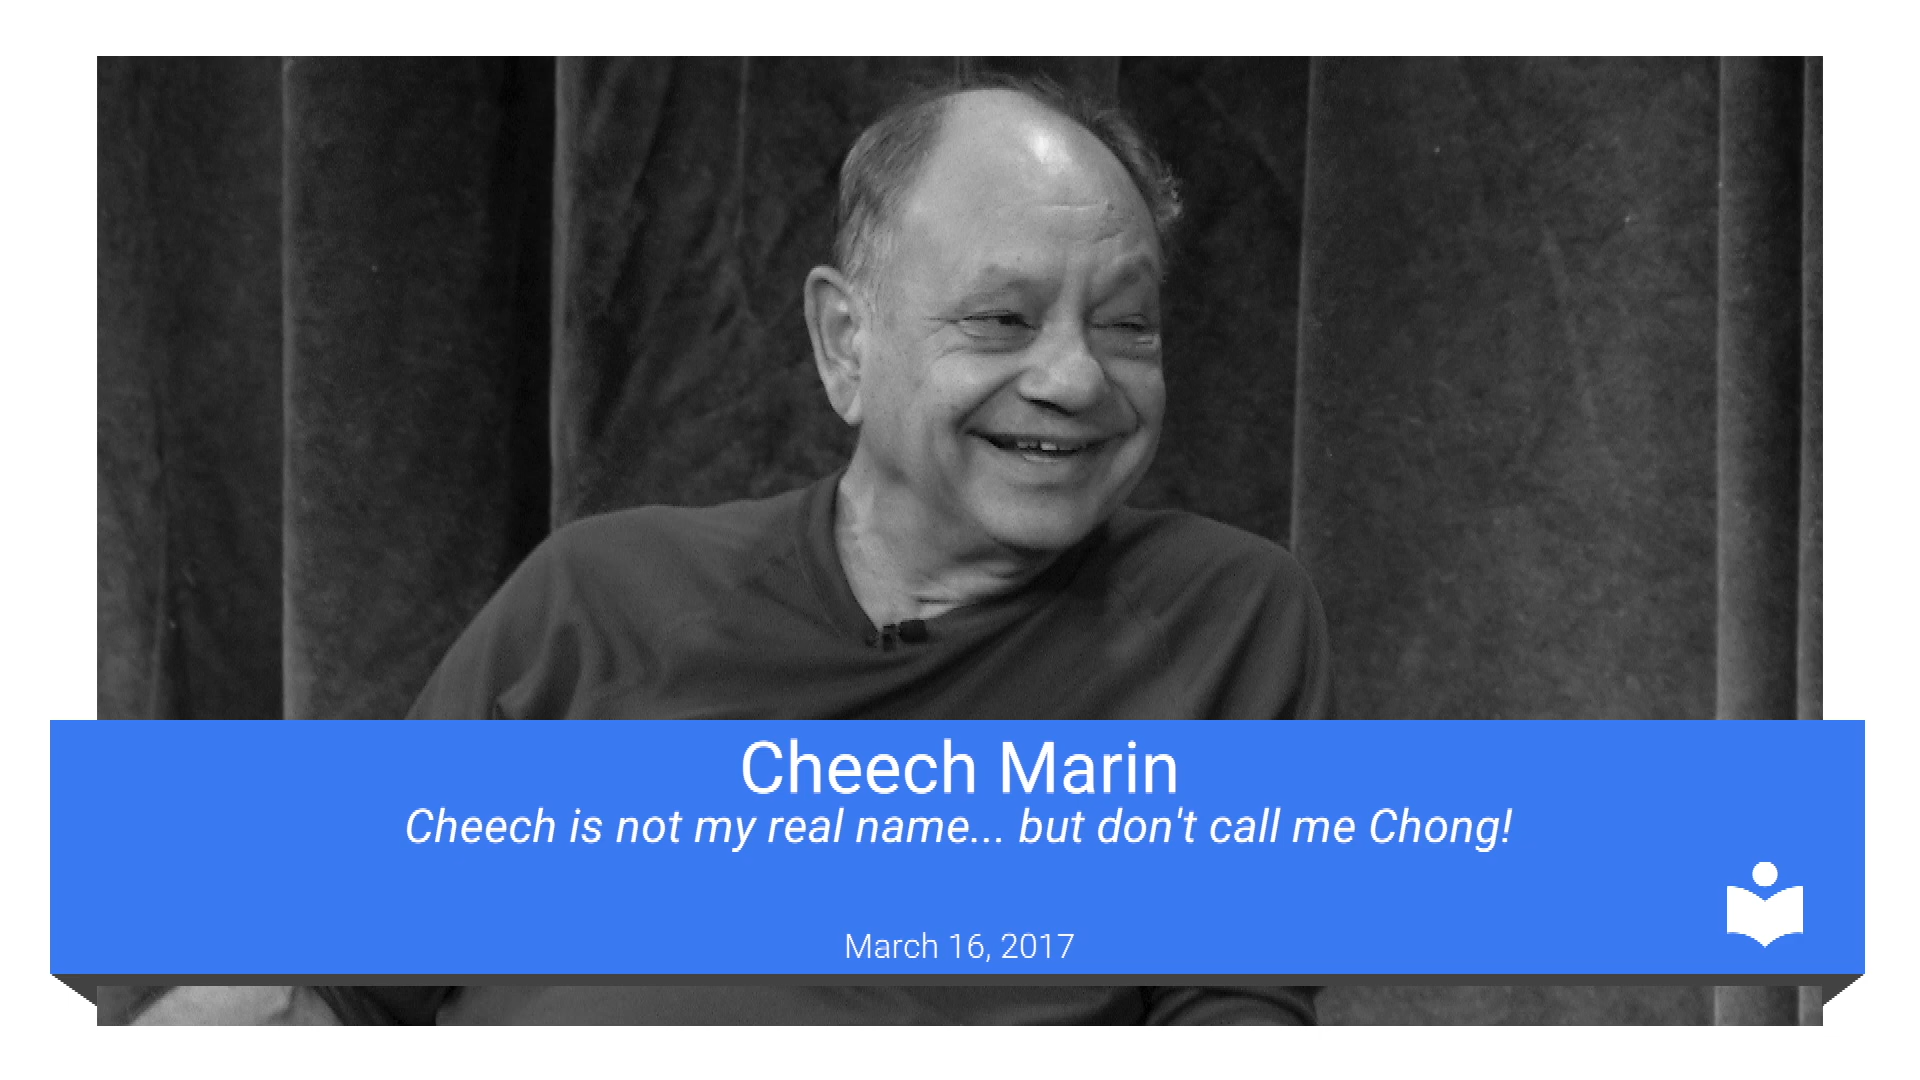 Cheech Marin
Cheech is not my real name... but don't call me Chong!
March 16, 2017